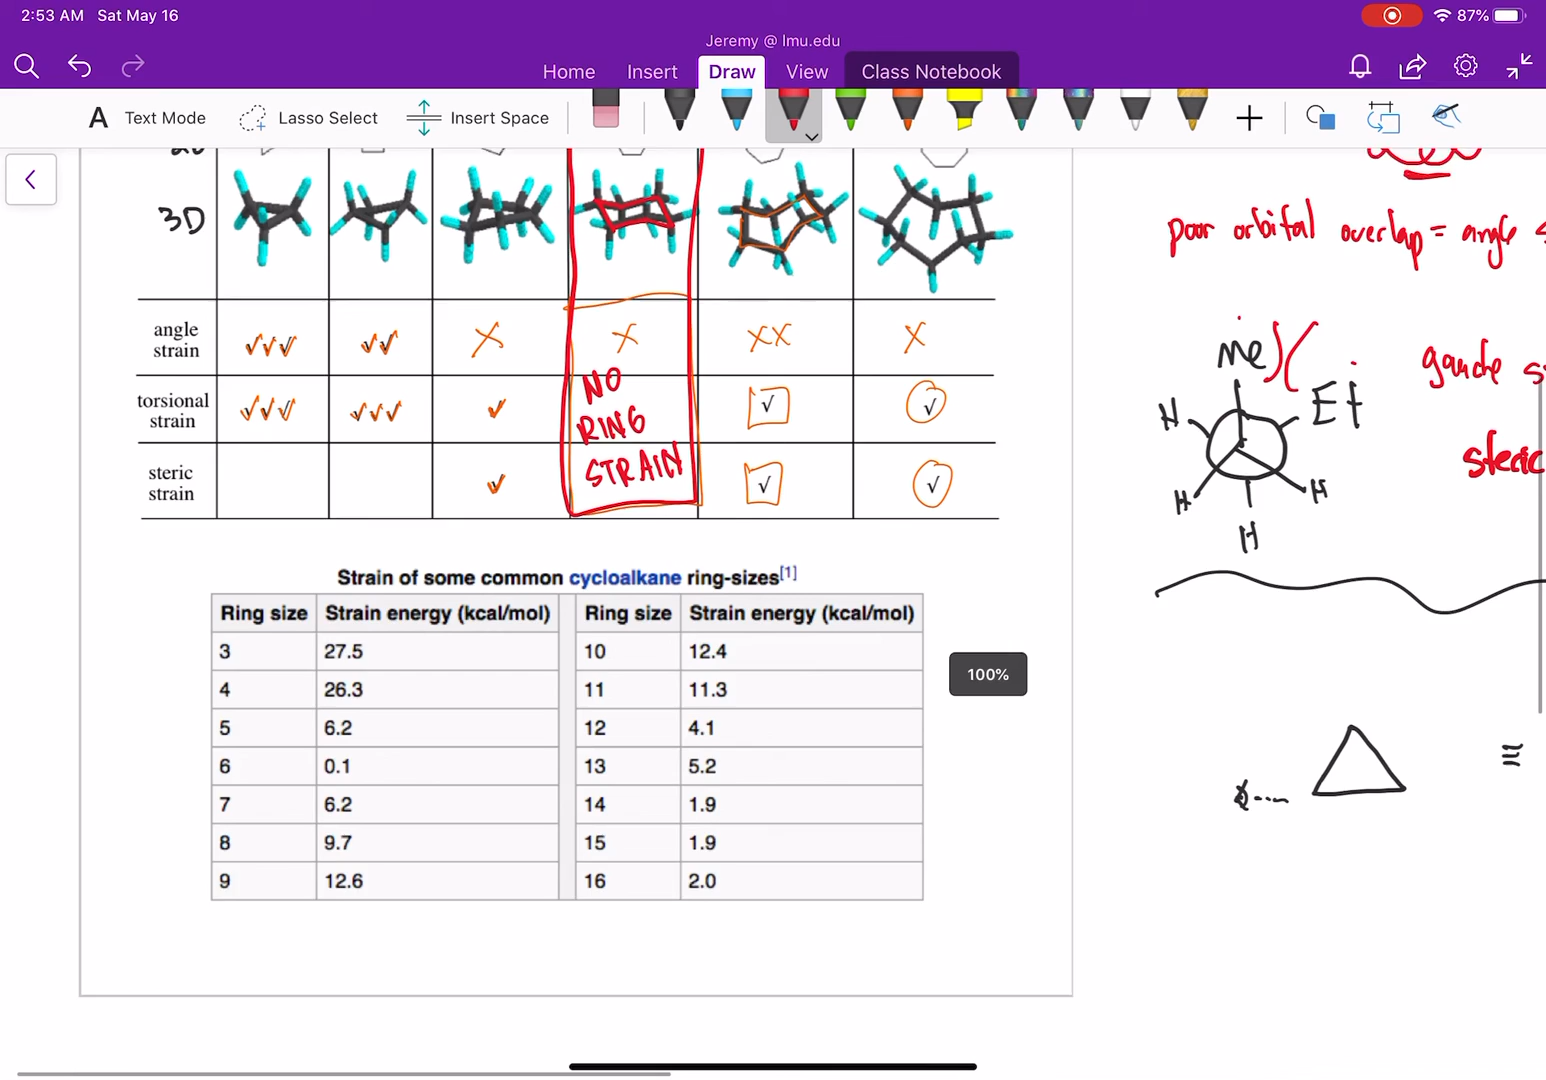 2:53 AM Sat May 16
87%
Jeremy @ lmu.edu
Home Insert Draw View Class Notebook
A Text Mode Lasso Select Insert Space
3D
angle
strain
√√√ √√ X X XX X
torsional
strain
√√√ √√√ √ √ √
NO
RING
STRAIN
steric
strain
√ √ √
Strain of some common cycloalkane ring-sizes[1]
Ring size Strain energy (kcal/mol) Ring size Strain energy (kcal/mol)
3 27.5 10 12.4
4 26.3 11 11.3
5 6.2 12 4.1
6 0.1 13 5.2
7 6.2 14 1.9
8 9.7 15 1.9
9 12.6 16 2.0
100%
poor orbital overlap = angle
me
Et
H
H
H
H
gauche
steric
≡